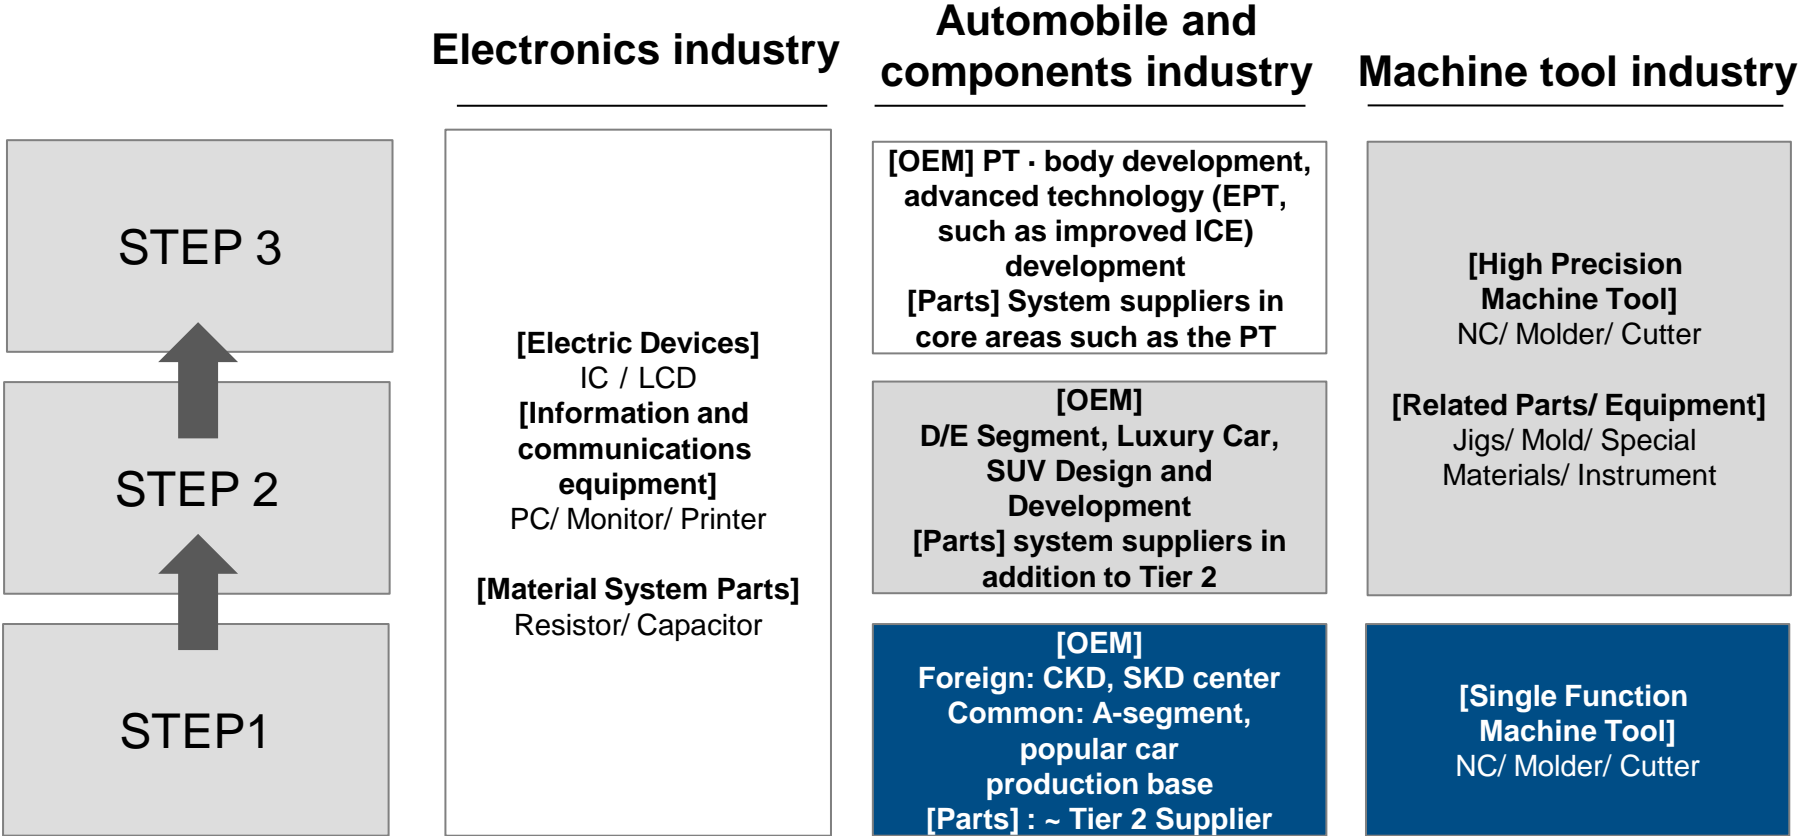 Electronics industry
Automobile and
components industry
Machine tool industry
STEP 3
STEP 2
STEP1
[Electric Devices]
IC / LCD
[Information and
communications
equipment]
PC/ Monitor/ Printer
[Material System Parts]
Resistor/ Capacitor
[OEM] PT · body development,
advanced technology (EPT,
such as improved ICE)
development
[Parts] System suppliers in
core areas such as the PT
[OEM]
D/E Segment, Luxury Car,
SUV Design and
Development
[Parts] system suppliers in
addition to Tier 2
[OEM]
Foreign: CKD, SKD center
Common: A-segment,
popular car
production base
[Parts] : ~ Tier 2 Supplier
[High Precision
Machine Tool]
NC/ Molder/ Cutter
[Related Parts/ Equipment]
Jigs/ Mold/ Special
Materials/ Instrument
[Single Function
Machine Tool]
NC/ Molder/ Cutter